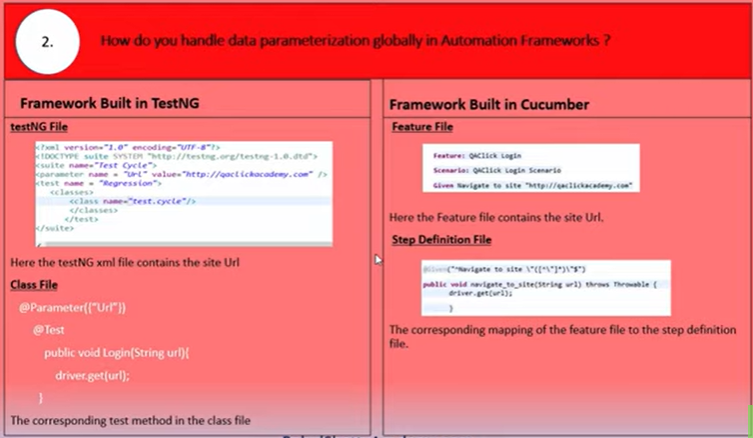 2.
How do you handle data parameterization globally in Automation Frameworks ?
Framework Built in TestNG
testNG File
<?xml version="1.0" encoding="UTF-8"?>
<!DOCTYPE suite SYSTEM "http://testng.org/testng-1.0.dtd">
<suite name="Test Cycle">
<parameter name = "Url" value="http://qaclickacademy.com" />
<test name = "Regression">
<classes>
<class name="test.cycle"/>
</classes>
</test>
</suite>
Here the testNG xml file contains the site Url
Class File
@Parameter({"Url"})
@Test
public void Login(String url){
driver.get(url);
}
The corresponding test method in the class file
Framework Built in Cucumber
Feature File
Feature: QAClick Login
Scenario: QAClick Login Scenario
Given Navigate to site "http://qaclickacademy.com"
Here the Feature file contains the site Url.
Step Definition File
@Given("^Navigate to site \"([^\"]*)\"$")
public void navigate_to_site(String url) throws Throwable {
driver.get(url);
}
The corresponding mapping of the feature file to the step definition
file.